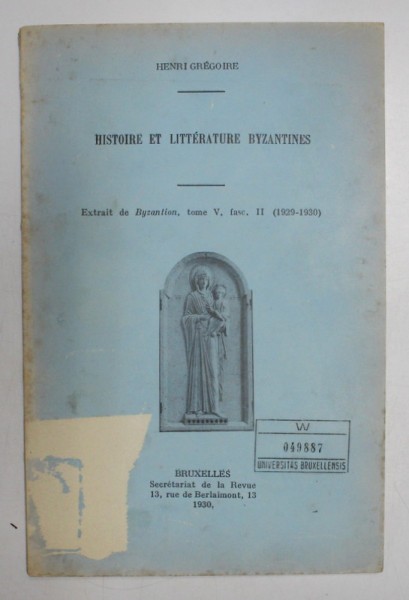 HENRI GRÉGOIRE
HISTOIRE ET LITTÉRATURE BYZANTINES
Extrait de Byzantion, tome V, fasc. II (1929-1930)
W
049887
UNIVERSITAS BRUXELLENSIS
BRUXELLES
Secrétariat de la Revue
13, rue de Berlaimont, 13
1930,